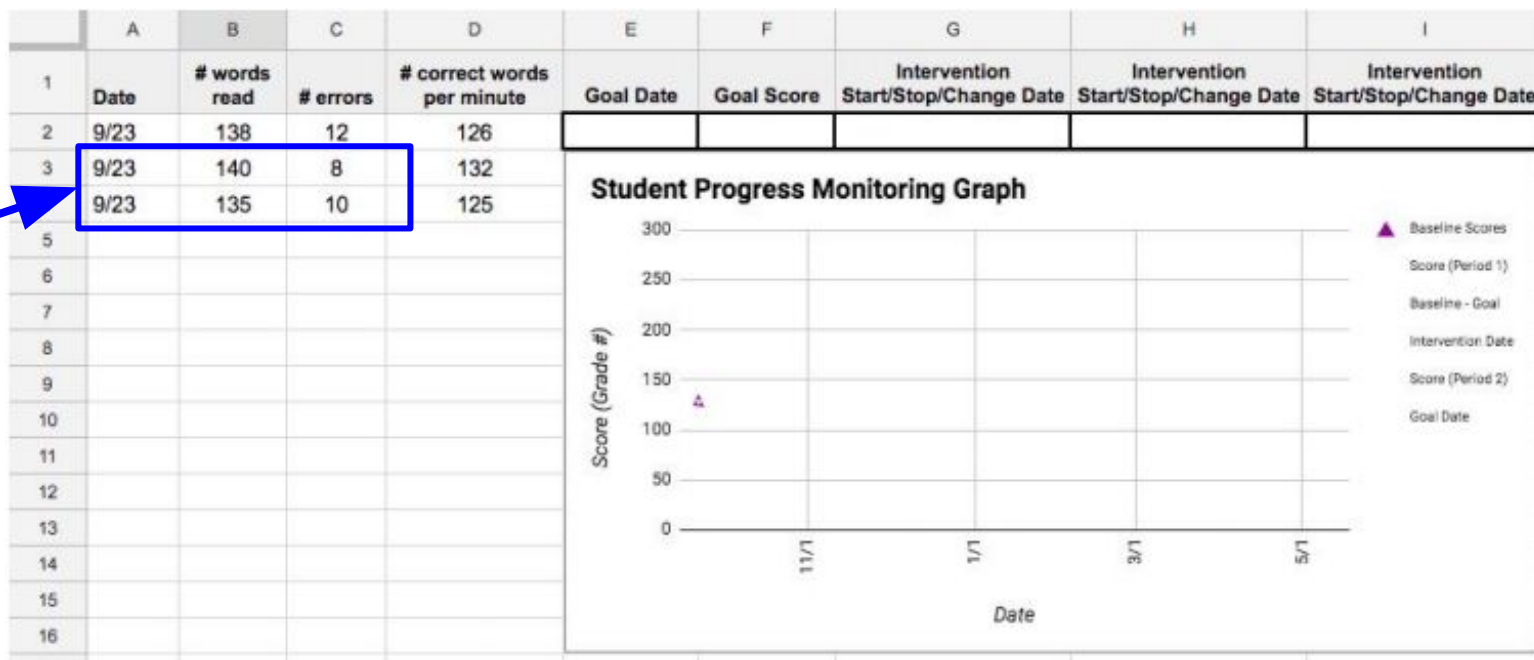 A B C D E F G H I
1 Date # words read # errors # correct words per minute Goal Date Goal Score Intervention Start/Stop/Change Date Intervention Start/Stop/Change Date Intervention Start/Stop/Change Date
2 9/23 138 12 126
3 9/23 140 8 132
9/23 135 10 125
Student Progress Monitoring Graph
5
6
7
8
9
10
11
12
13
14
15
16
Score (Grade #)
300
250
200
150
100
50
0
11/1 1/1 3/1 5/1
Date
Baseline Scores
Score (Period 1)
Baseline - Goal
Intervention Date
Score (Period 2)
Goal Date